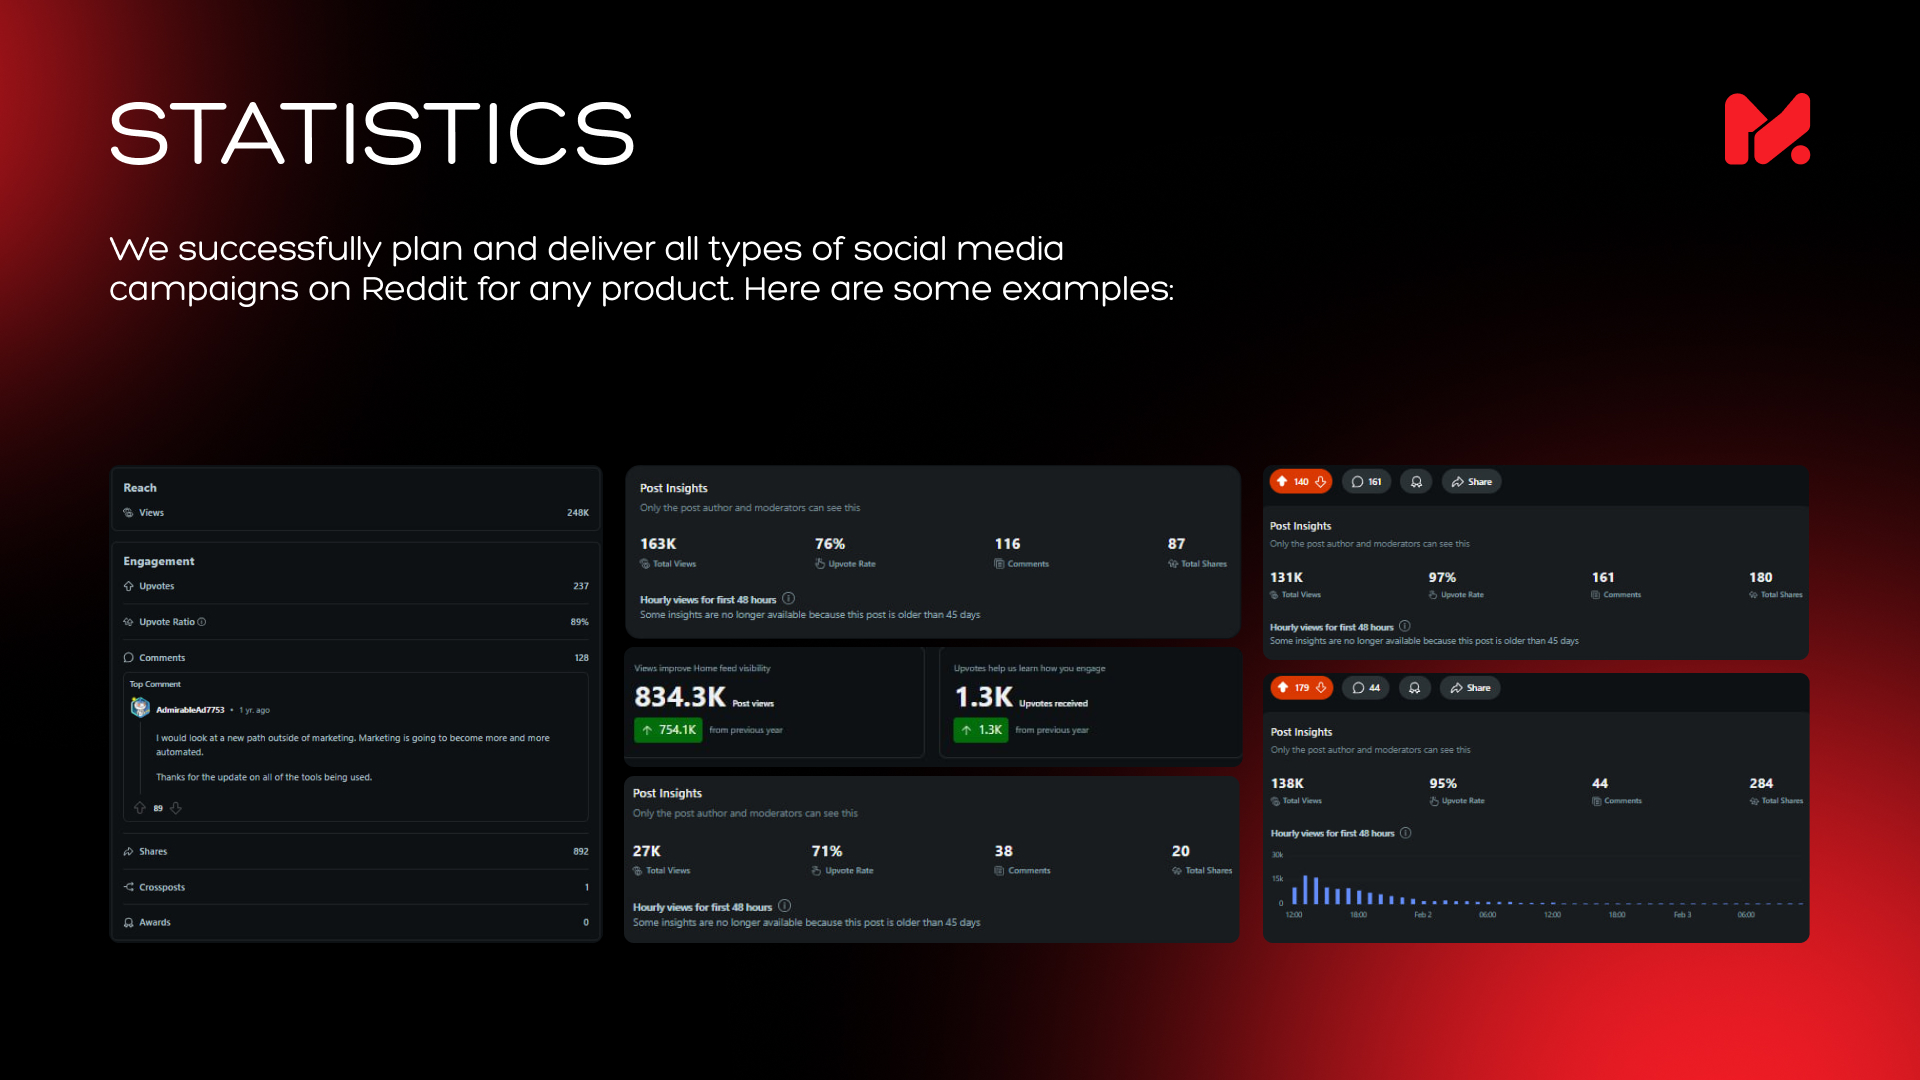 STATISTICS
We successfully plan and deliver all types of social media
campaigns on Reddit for any product. Here are some examples:
Reach
Views 248K
Engagement
Upvotes 237
Upvote Ratio 89%
Comments 128
Top Comment
AdmirableAd7753 • 1 yr. ago
I would look at a new path outside of marketing. Marketing is going to become more and more
automated.
Thanks for the update on all of the tools being used.
89
Shares 892
Crossposts 1
Awards 0
Post Insights
Only the post author and moderators can see this
163K 76% 116 87
Total Views Upvote Rate Comments Total Shares
Hourly views for first 48 hours
Some insights are no longer available because this post is older than 45 days
Views improve Home feed visibility
834.3K Post views
754.1K from previous year
Upvotes help us learn how you engage
1.3K Upvotes received
1.3K from previous year
Post Insights
Only the post author and moderators can see this
27K 71% 38 20
Total Views Upvote Rate Comments Total Shares
Hourly views for first 48 hours
Some insights are no longer available because this post is older than 45 days
140 161 Share
Post Insights
Only the post author and moderators can see this
131K 97% 161 180
Total Views Upvote Rate Comments Total Shares
Hourly views for first 48 hours
Some insights are no longer available because this post is older than 45 days
179 44 Share
Post Insights
Only the post author and moderators can see this
138K 95% 44 284
Total Views Upvote Rate Comments Total Shares
Hourly views for first 48 hours
30k
15k
0
12:00 18:00 Feb 2 06:00 12:00 18:00 Feb 3 06:00